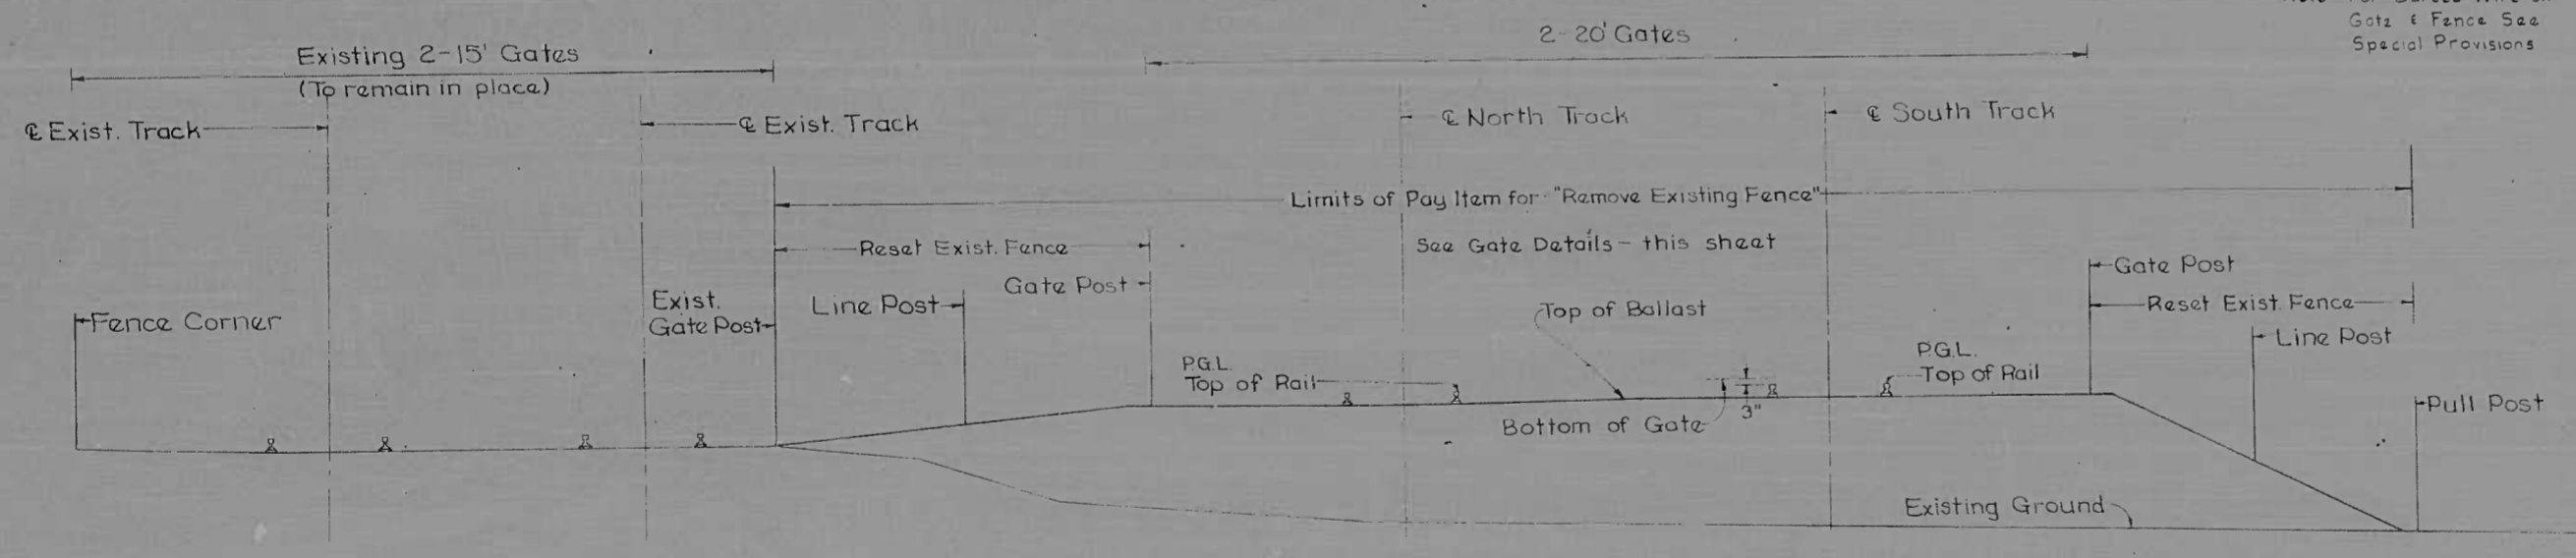 Gate & Fence See
Special Provisions
2-20' Gates
Existing 2-15' Gates
(To remain in place)
℄ Exist. Track
℄ Exist. Track
℄ North Track
℄ South Track
Limits of Pay Item for "Remove Existing Fence"
Reset Exist. Fence
See Gate Details - this sheet
Gate Post
Gate Post
Exist.
Gate Post
Line Post
Top of Ballast
Reset Exist. Fence
Fence Corner
Line Post
P.G.L.
Top of Rail
P.G.L.
Top of Rail
3"
Bottom of Gate
Pull Post
Existing Ground